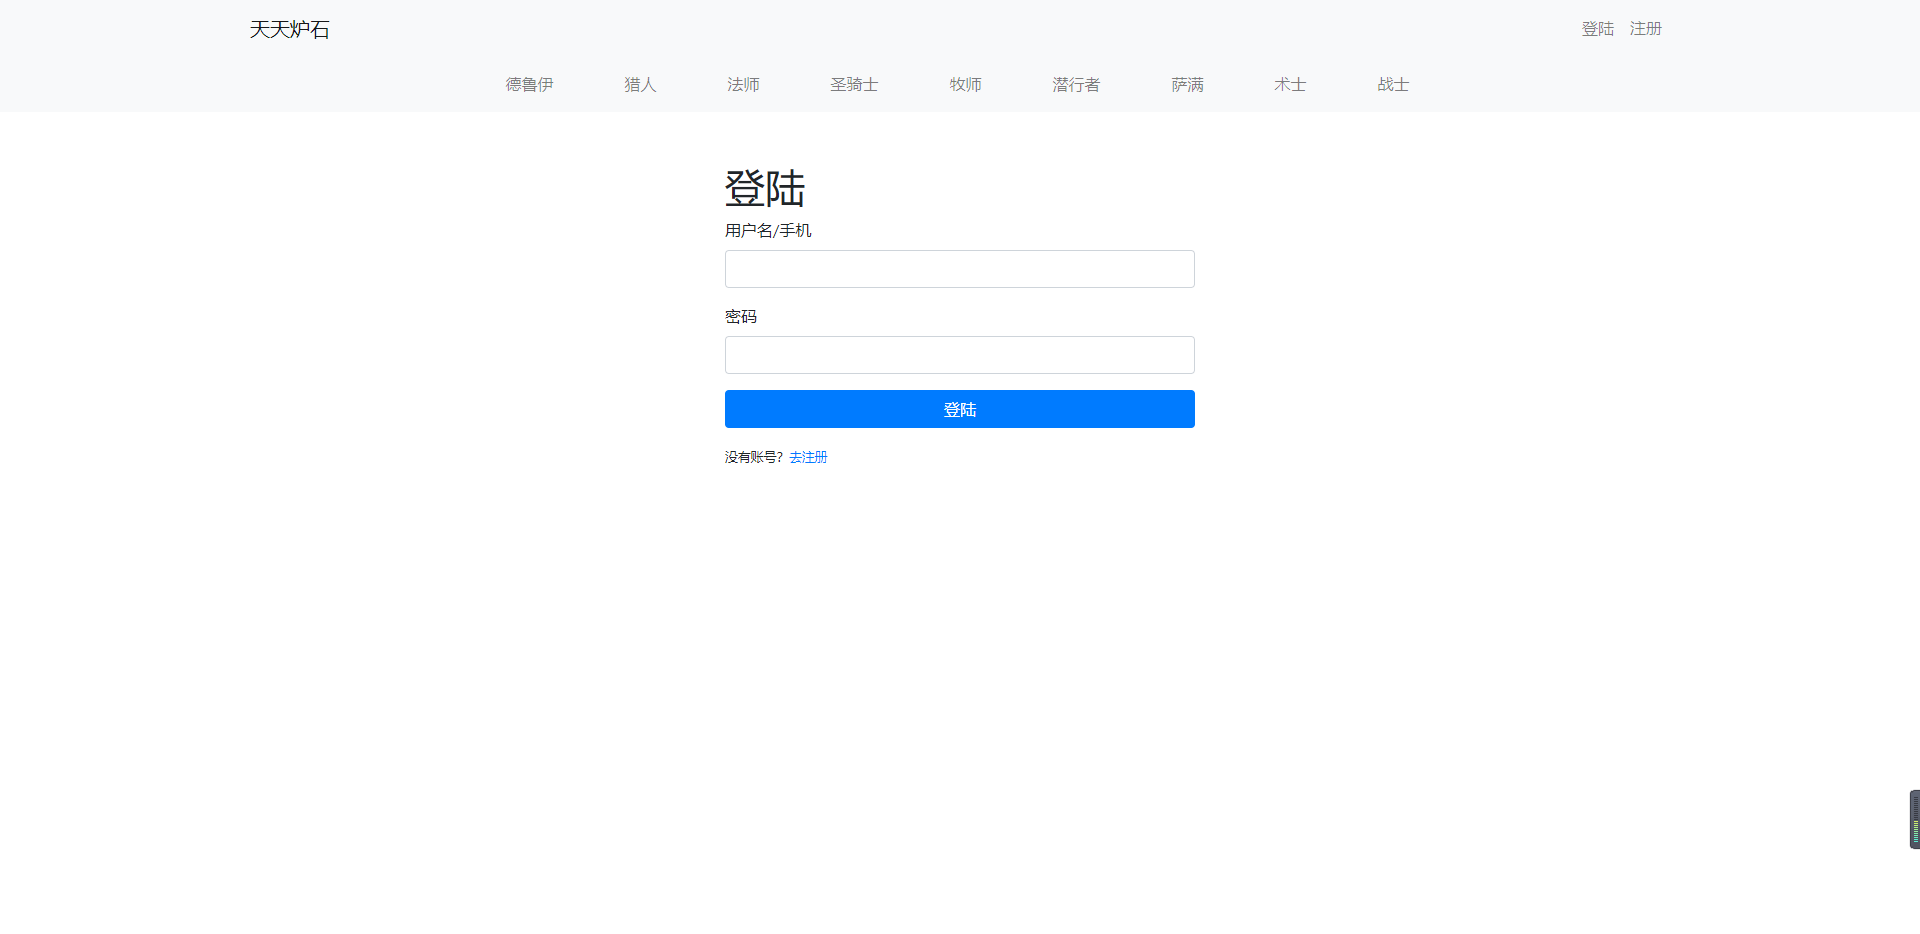 天天炉石 登陆 注册
德鲁伊 猎人 法师 圣骑士 牧师 潜行者 萨满 术士 战士
登陆
用户名/手机
密码
登陆
没有账号? 去注册